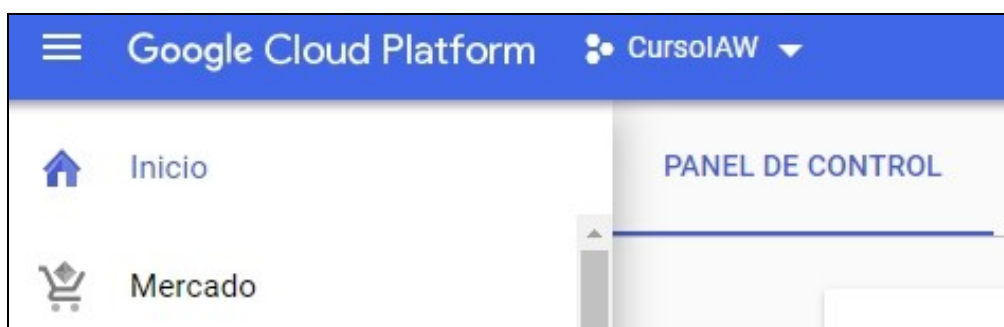 Google Cloud Platform CursoIAW
Inicio
PANEL DE CONTROL
Mercado